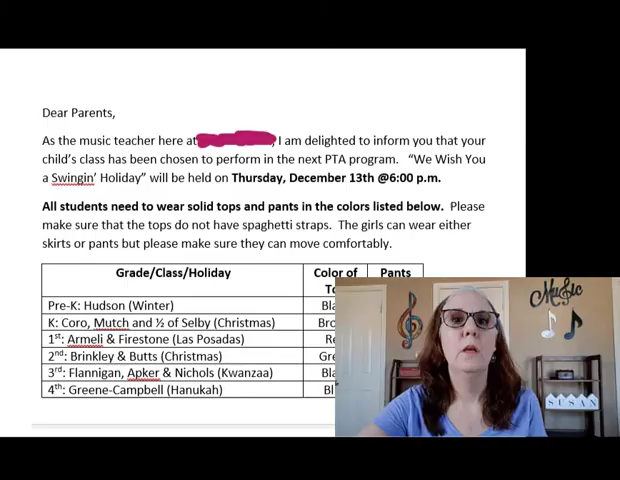 Dear Parents,
As the music teacher here at , I am delighted to inform you that your
child's class has been chosen to perform in the next PTA program. "We Wish You
a Swingin' Holiday" will be held on Thursday, December 13th @6:00 p.m.
All students need to wear solid tops and pants in the colors listed below. Please
make sure that the tops do not have spaghetti straps. The girls can wear either
skirts or pants but please make sure they can move comfortably.
Grade/Class/Holiday Color of Pants
Pre-K: Hudson (Winter)
K: Coro, Mutch and ½ of Selby (Christmas)
1st: Armeli & Firestone (Las Posadas)
2nd: Brinkley & Butts (Christmas)
3rd: Flannigan, Apker & Nichols (Kwanzaa)
4th: Greene-Campbell (Hanukah)
Music
SUSAN